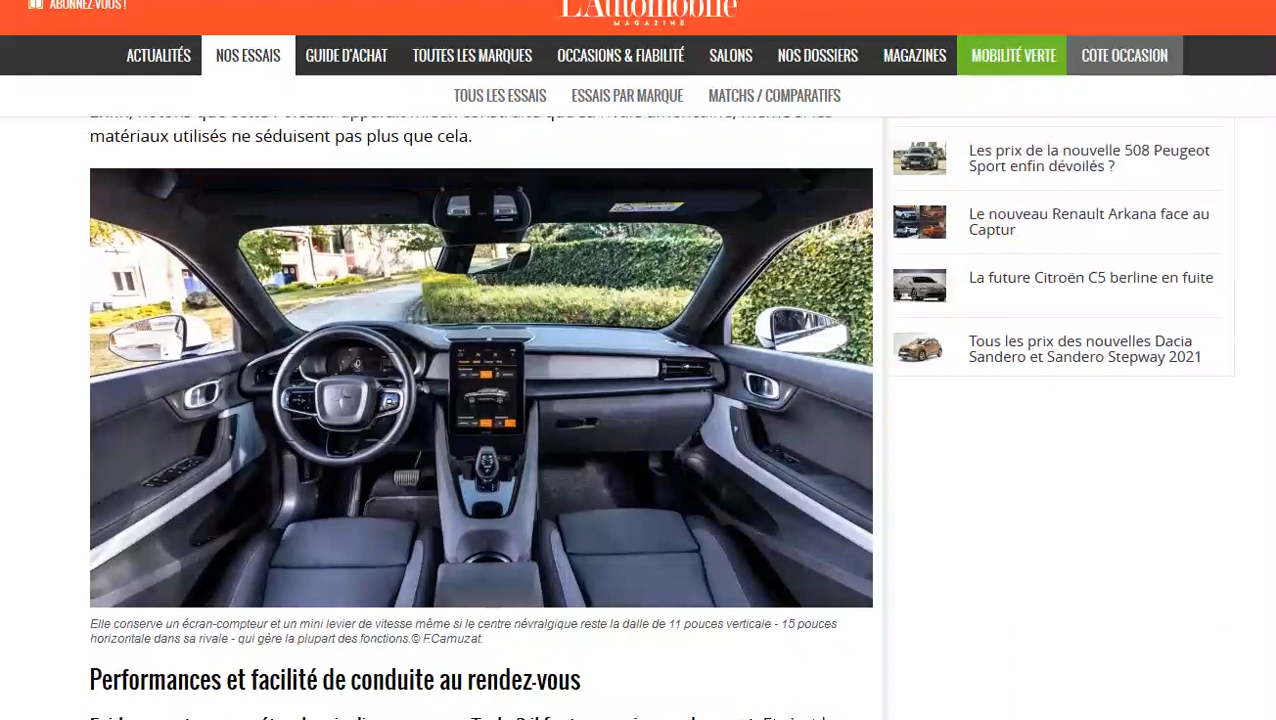 ABONNEZ-VOUS !
L'Automobile
MAGAZINE
ACTUALITÉS
NOS ESSAIS
GUIDE D'ACHAT
TOUTES LES MARQUES
OCCASIONS & FIABILITÉ
SALONS
NOS DOSSIERS
MAGAZINES
MOBILITÉ VERTE
COTE OCCASION
TOUS LES ESSAIS
ESSAIS PAR MARQUE
MATCHS / COMPARATIFS
matériaux utilisés ne séduisent pas plus que cela.
Elle conserve un écran-compteur et un mini levier de vitesse même si le centre névralgique reste la dalle de 11 pouces verticale - 15 pouces
horizontale dans sa rivale - qui gère la plupart des fonctions.© F.Camuzat.
Performances et facilité de conduite au rendez-vous
Les prix de la nouvelle 508 Peugeot
Sport enfin dévoilés ?
Le nouveau Renault Arkana face au
Captur
La future Citroën C5 berline en fuite
Tous les prix des nouvelles Dacia
Sandero et Sandero Stepway 2021